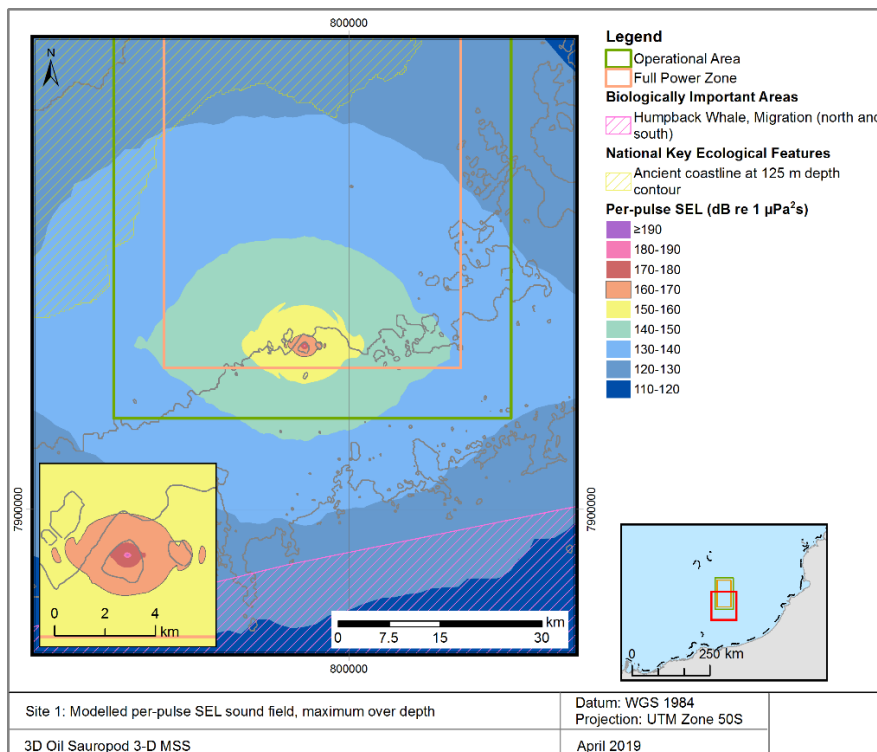 800000
N
7900000
7900000
0 2 4
km
0 7.5 15 30
km
800000
Legend
Operational Area
Full Power Zone
Biologically Important Areas
Humpback Whale, Migration (north and
south)
National Key Ecological Features
Ancient coastline at 125 m depth
contour
Per-pulse SEL (dB re 1 µPa²s)
≥190
180-190
170-180
160-170
150-160
140-150
130-140
120-130
110-120
0 250 km
Site 1: Modelled per-pulse SEL sound field, maximum over depth
Datum: WGS 1984
Projection: UTM Zone 50S
3D Oil Sauropod 3-D MSS
April 2019